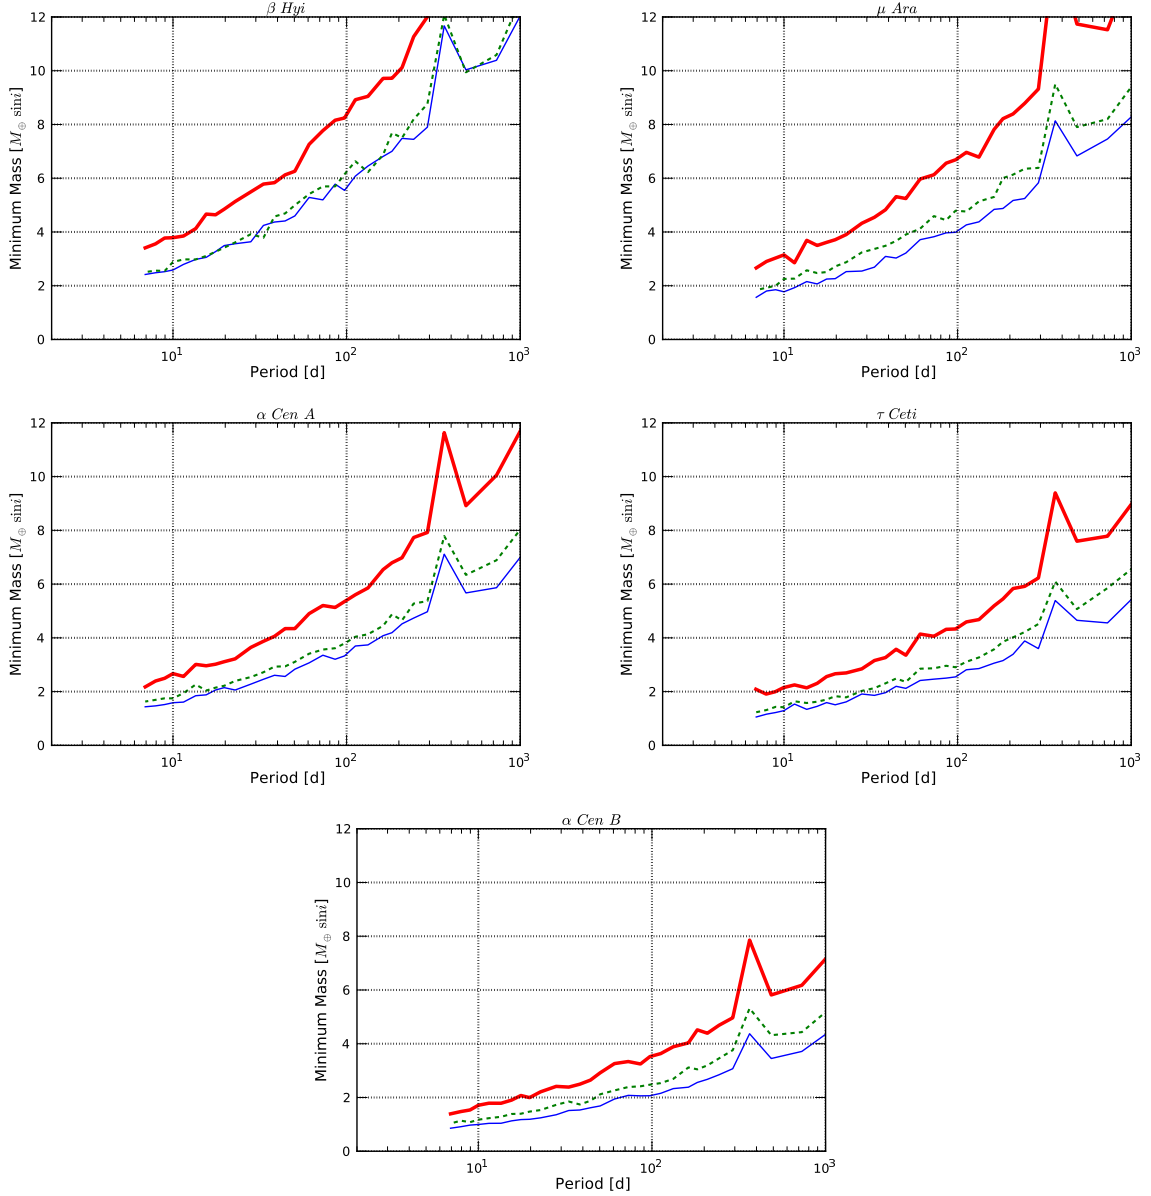 β Hyi
12
10
8
6
4
2
0
Minimum Mass [M⊕ sini]
10¹ 10² 10³
Period [d]
μ Ara
12
10
8
6
4
2
0
Minimum Mass [M⊕ sini]
10¹ 10² 10³
Period [d]
α Cen A
12
10
8
6
4
2
0
Minimum Mass [M⊕ sini]
10¹ 10² 10³
Period [d]
τ Ceti
12
10
8
6
4
2
0
Minimum Mass [M⊕ sini]
10¹ 10² 10³
Period [d]
α Cen B
12
10
8
6
4
2
0
Minimum Mass [M⊕ sini]
10¹ 10² 10³
Period [d]